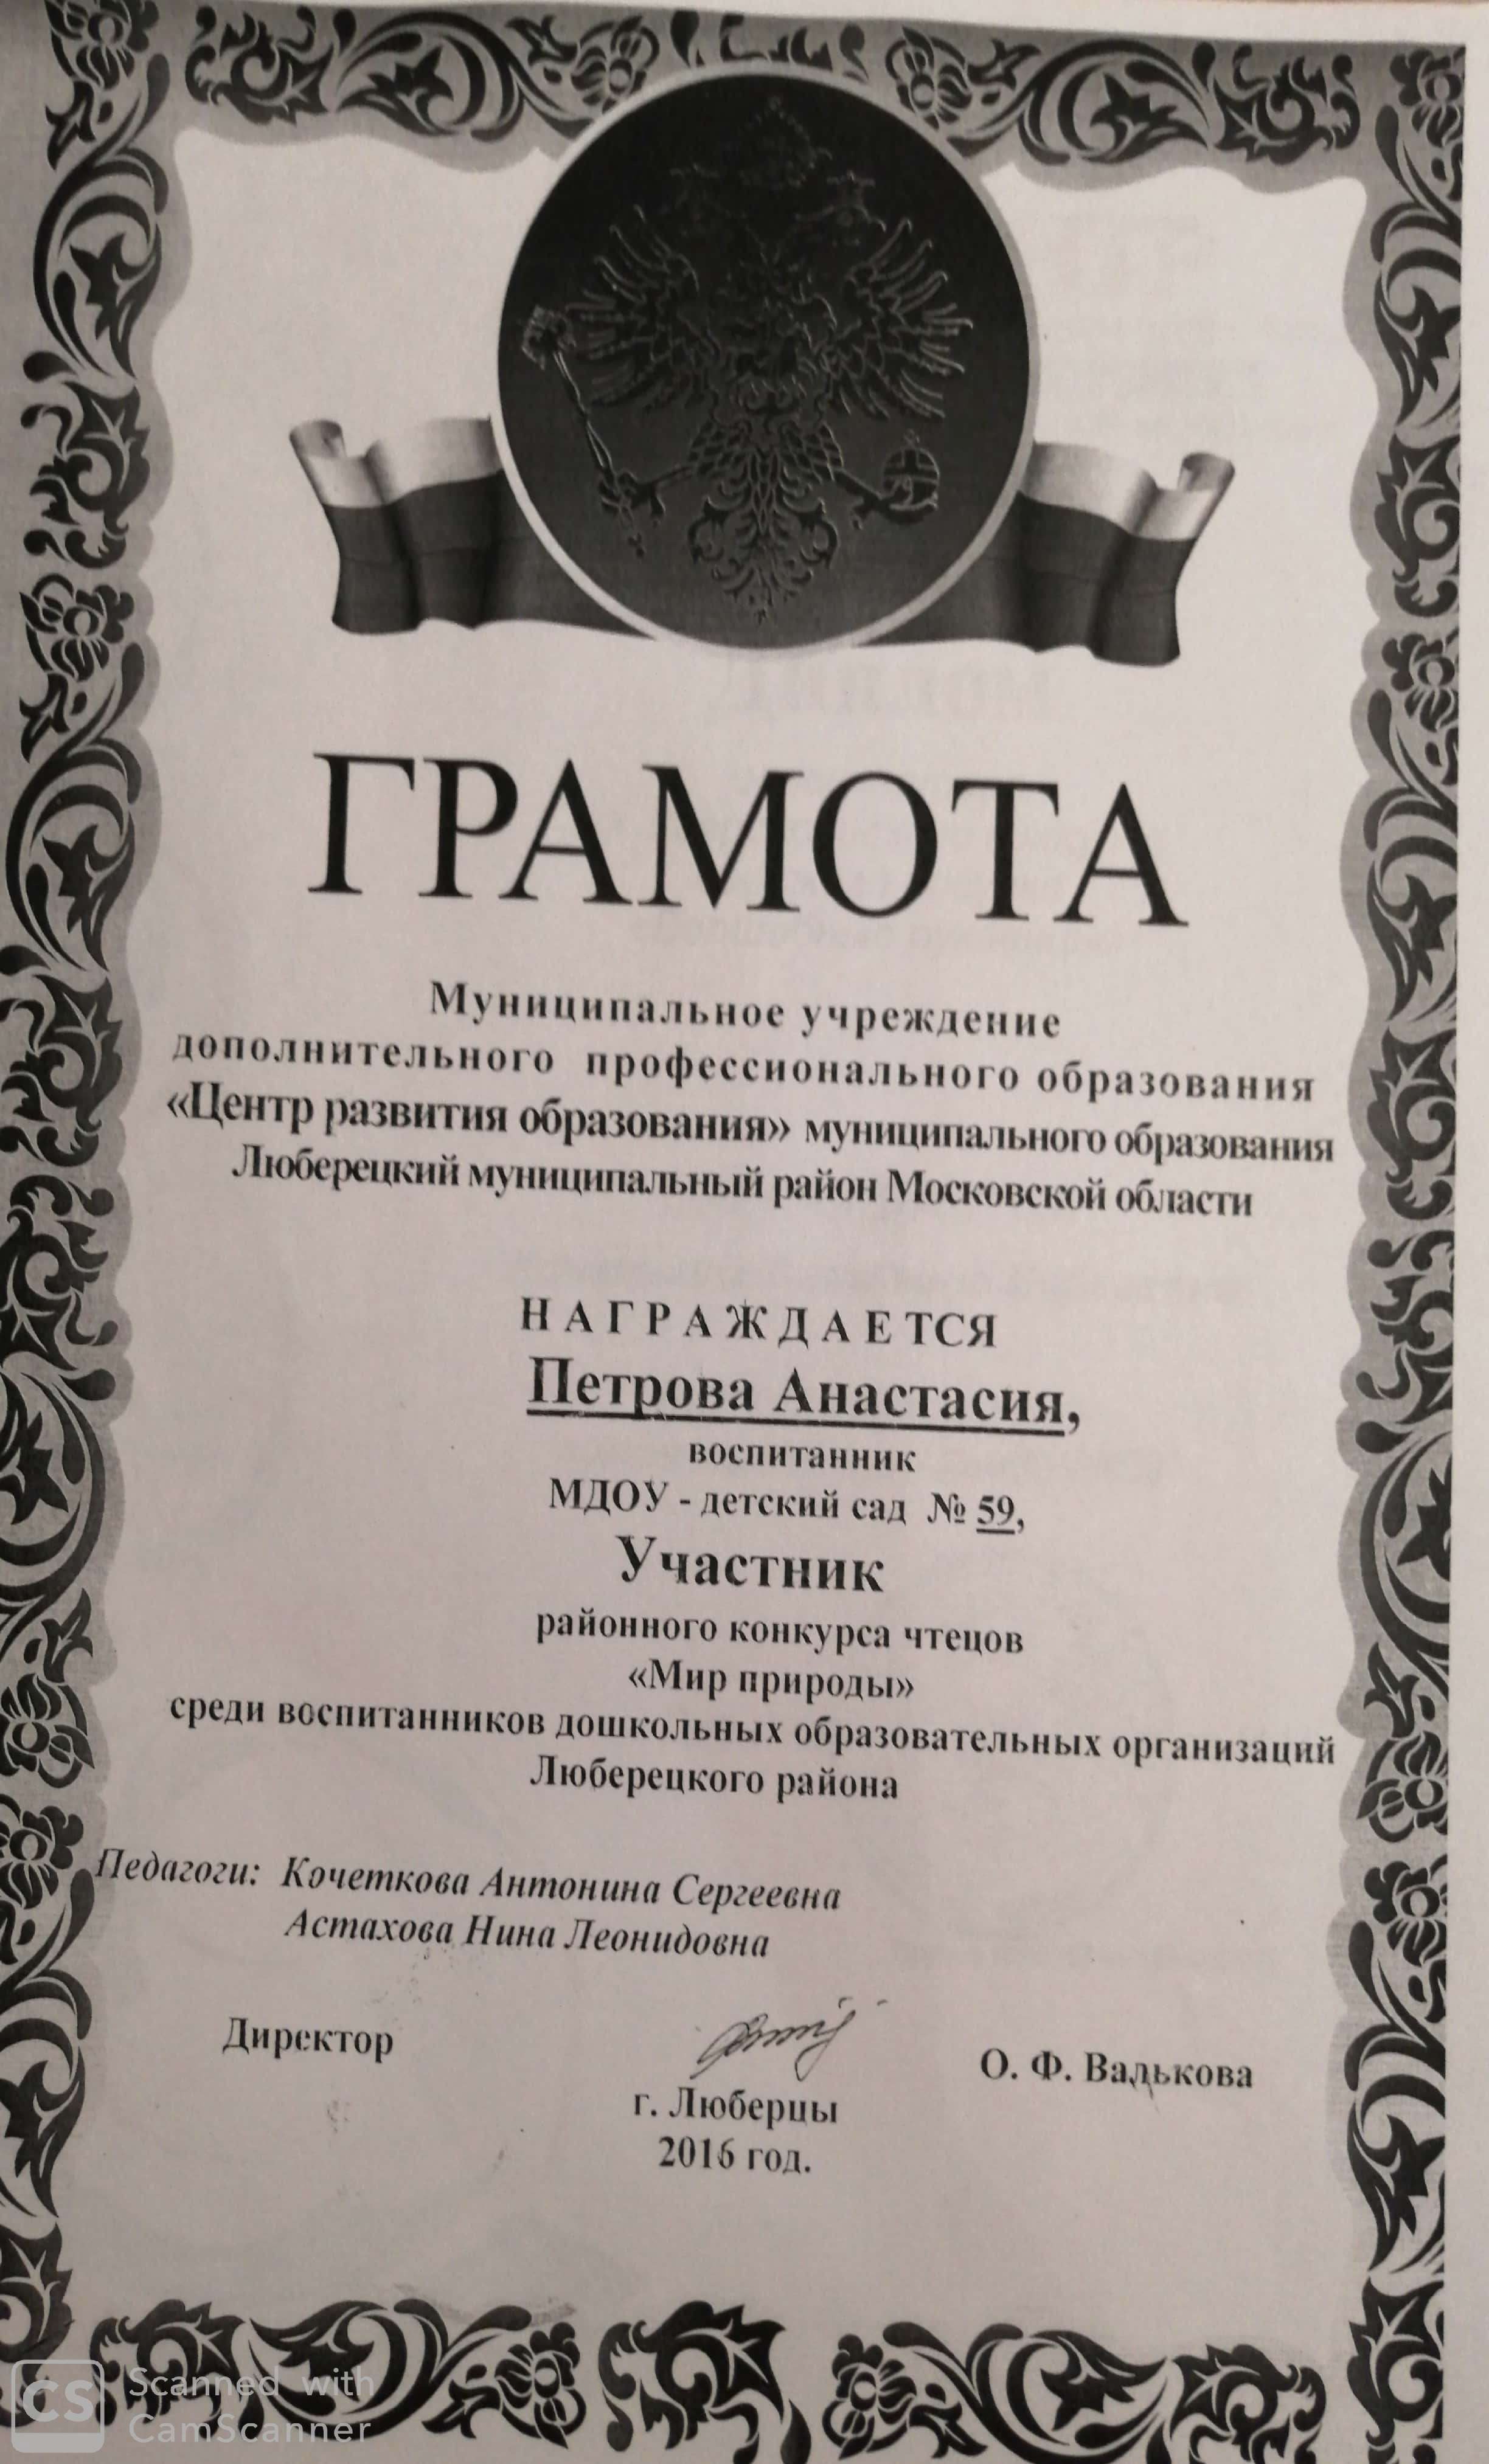 ГРАМОТА
Муниципальное учреждение
дополнительного профессионального образования
«Центр развития образования» муниципального образования
Люберецкий муниципальный район Московской области
НАГРАЖДАЕТСЯ
Петрова Анастасия,
воспитанник
МДОУ - детский сад № 59,
Участник
районного конкурса чтецов
«Мир природы»
среди воспитанников дошкольных образовательных организаций
Люберецкого района
Педагоги: Кочеткова Антонина Сергеевна
Астахова Нина Леонидовна
Директор
О. Ф. Валькова
г. Люберцы
2016 год.
CS Scanned with
CamScanner